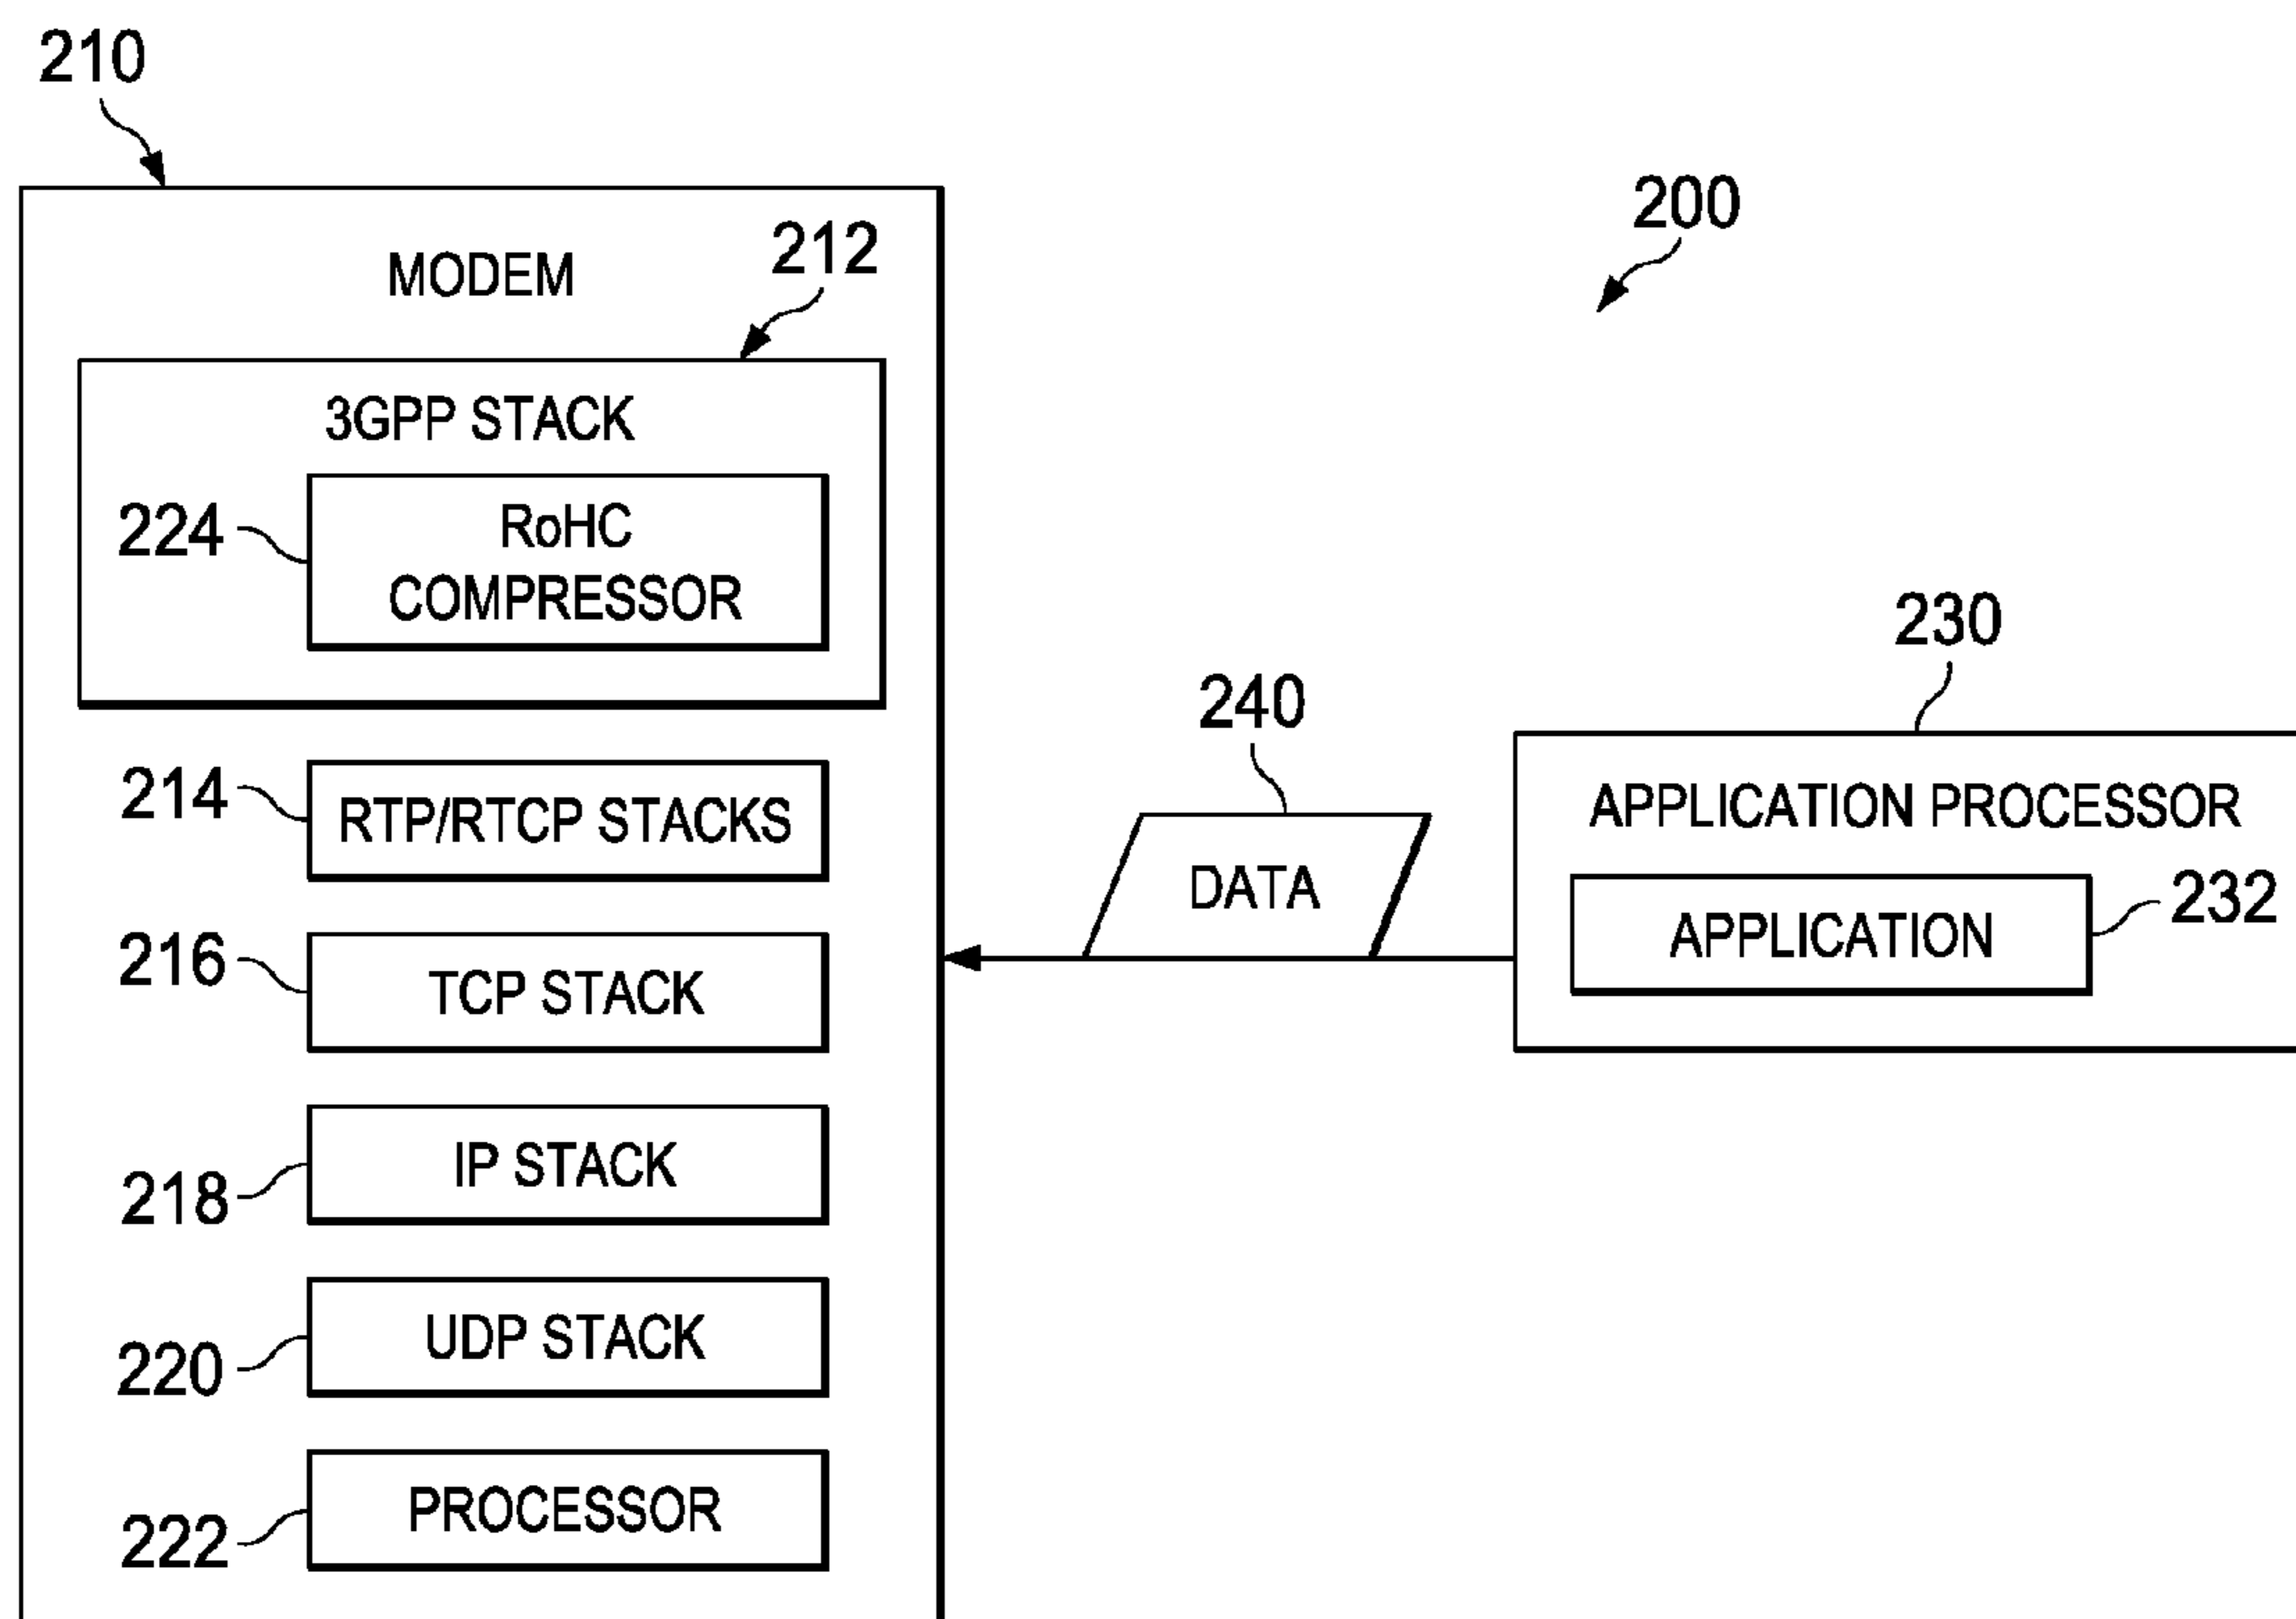 210
MODEM
212
3GPP STACK
224
RoHC
COMPRESSOR
214
RTP/RTCP STACKS
216
TCP STACK
218
IP STACK
220
UDP STACK
222
PROCESSOR
200
240
DATA
230
APPLICATION PROCESSOR
APPLICATION
232